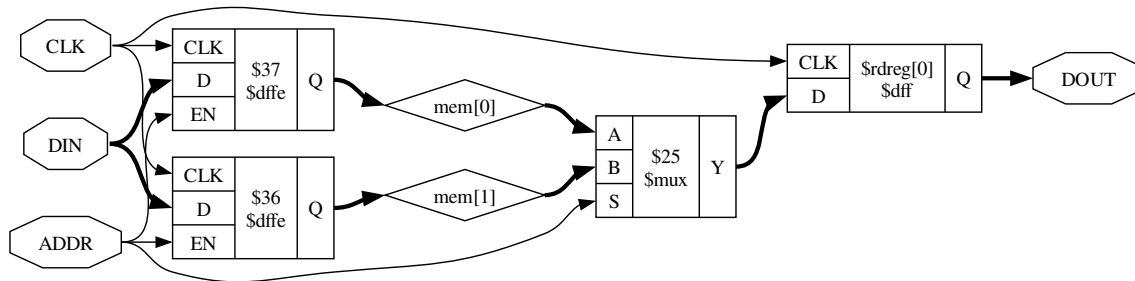 CLK
DIN
ADDR
CLK
D
EN
$37
$dffe
Q
CLK
D
EN
$36
$dffe
Q
mem[0]
mem[1]
A
B
S
$25
$mux
Y
CLK
D
$rdreg[0]
$dff
Q
DOUT